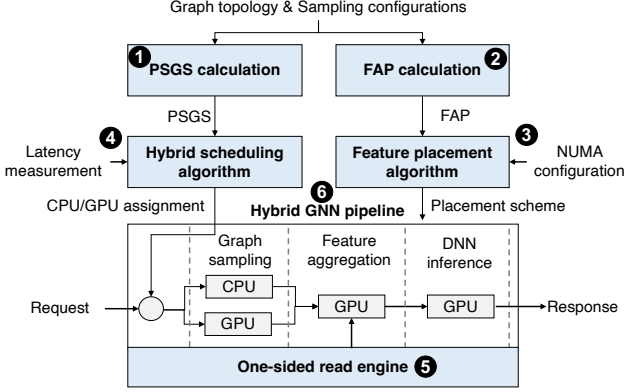 Graph topology & Sampling configurations
1 PSGS calculation
FAP calculation 2
PSGS
FAP
4
3
Latency
measurement
Hybrid scheduling
algorithm
Feature placement
algorithm
NUMA
configuration
6
CPU/GPU assignment
Placement scheme
Hybrid GNN pipeline
Graph
sampling
Feature
aggregation
DNN
inference
Request
CPU
GPU
GPU
GPU
Response
One-sided read engine 5